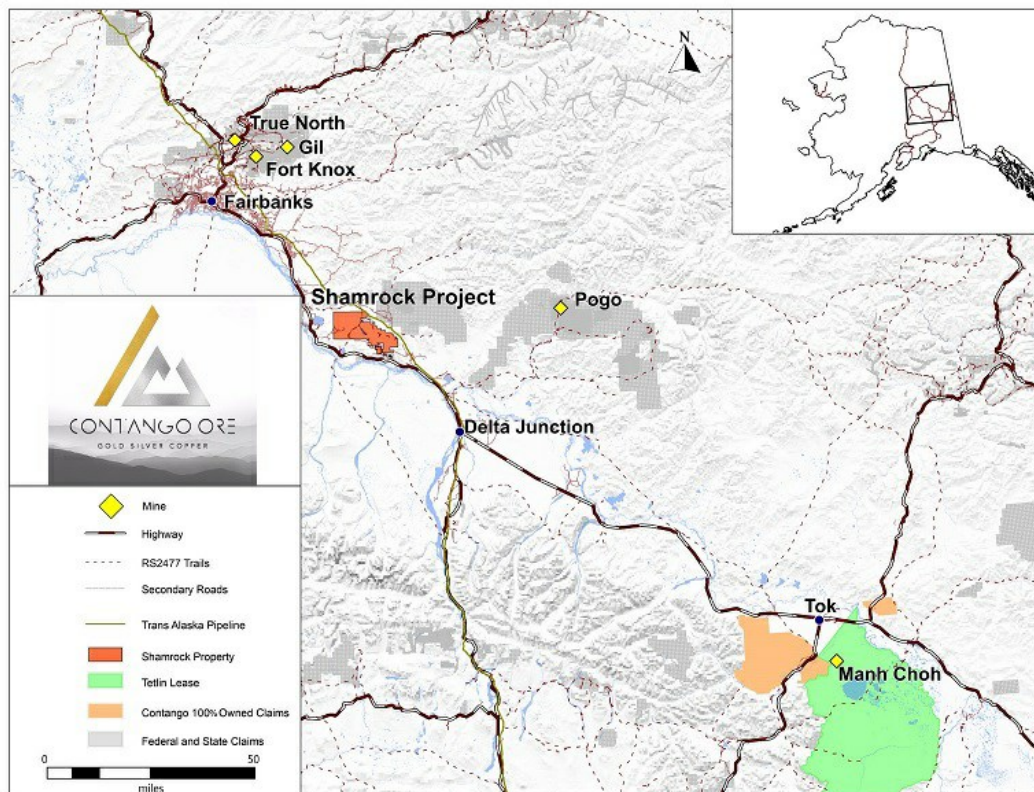 N
True North
Gil
Fort Knox
Fairbanks
Shamrock Project
Pogo
Delta Junction
Tok
Manh Choh
CONTANGO ORE
GOLD SILVER COPPER
Mine
Highway
RS2477 Trails
Secondary Roads
Trans Alaska Pipeline
Shamrock Property
Tetlin Lease
Contango 100% Owned Claims
Federal and State Claims
0 50
miles